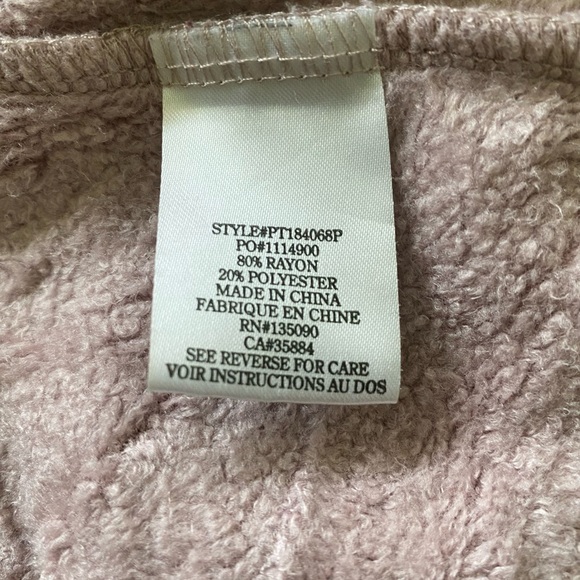 STYLE#PT184068P
PO#1114900
80% RAYON
20% POLYESTER
MADE IN CHINA
FABRIQUE EN CHINE
RN#135090
CA#35884
SEE REVERSE FOR CARE
VOIR INSTRUCTIONS AU DOS